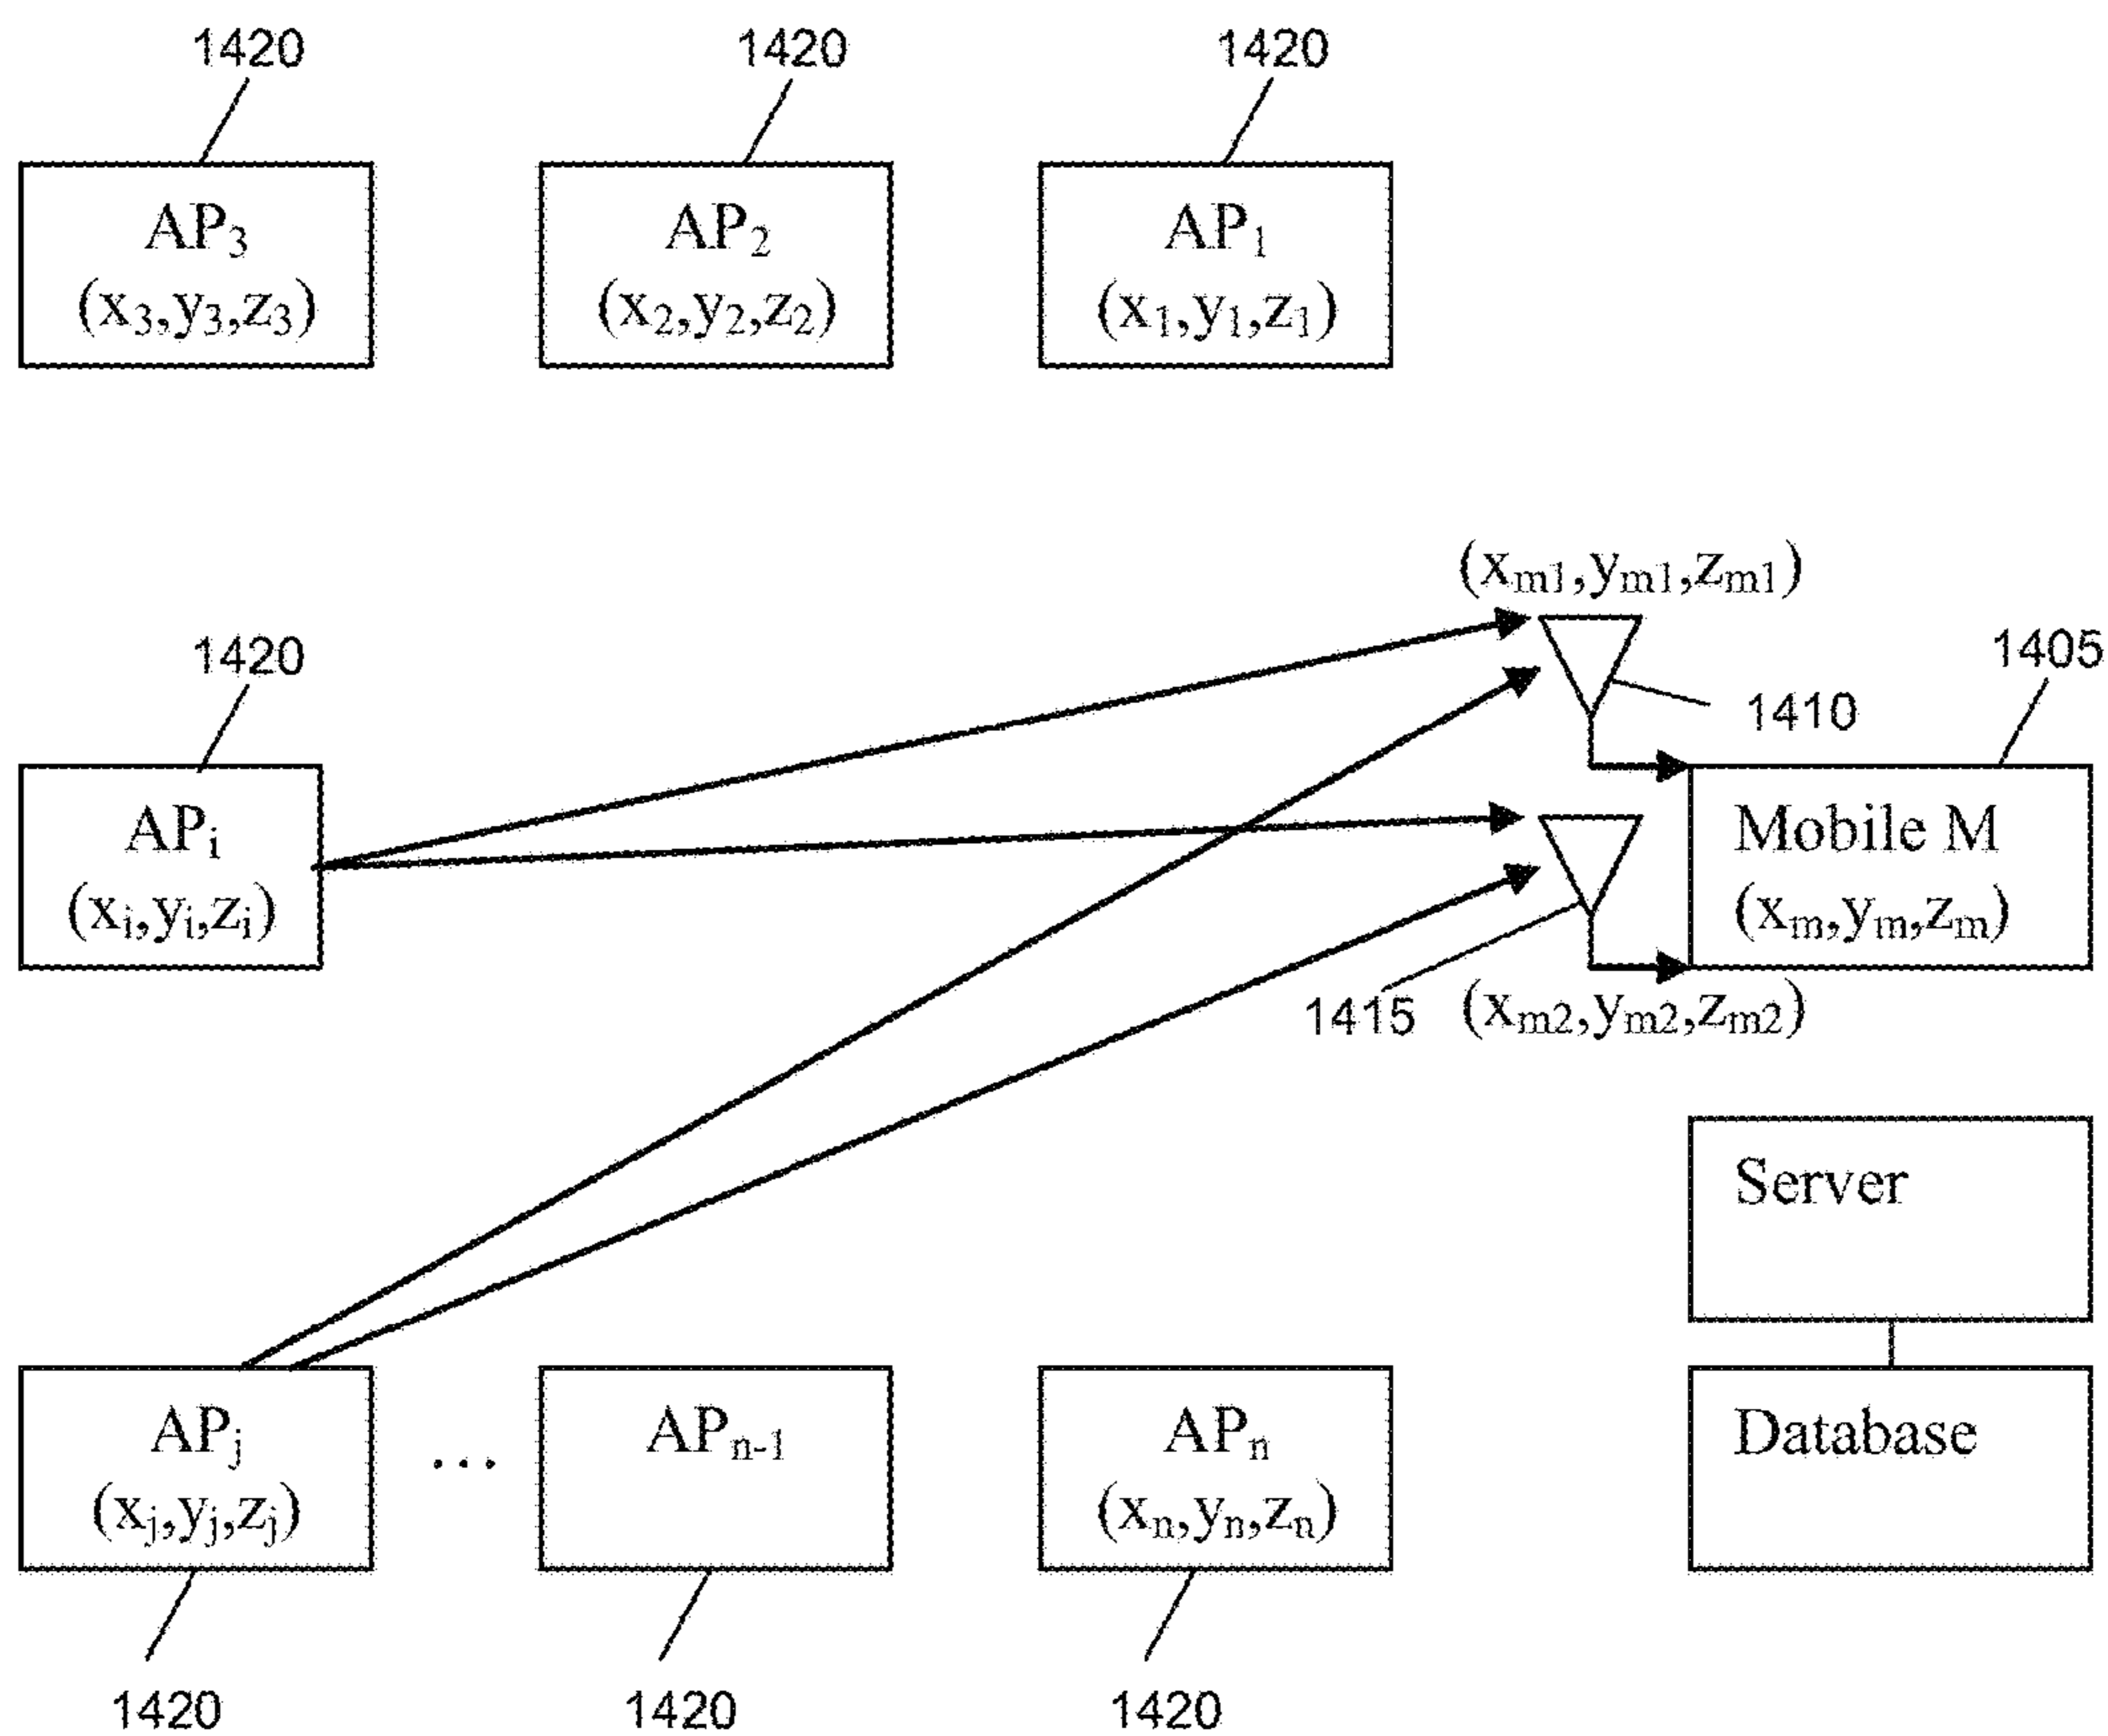 1420 1420 1420
AP₃ AP₂ AP₁
(x₃,y₃,z₃) (x₂,y₂,z₂) (x₁,y₁,z₁)
(xₘ₁,yₘ₁,zₘ₁)
1420 1405
1410
APᵢ Mobile M
(xᵢ,yᵢ,zᵢ) (xₘ,yₘ,zₘ)
1415 (xₘ₂,yₘ₂,zₘ₂)
Server
APⱼ ... APₙ₋₁ APₙ Database
(xⱼ,yⱼ,zⱼ) (xₙ,yₙ,zₙ)
1420 1420 1420